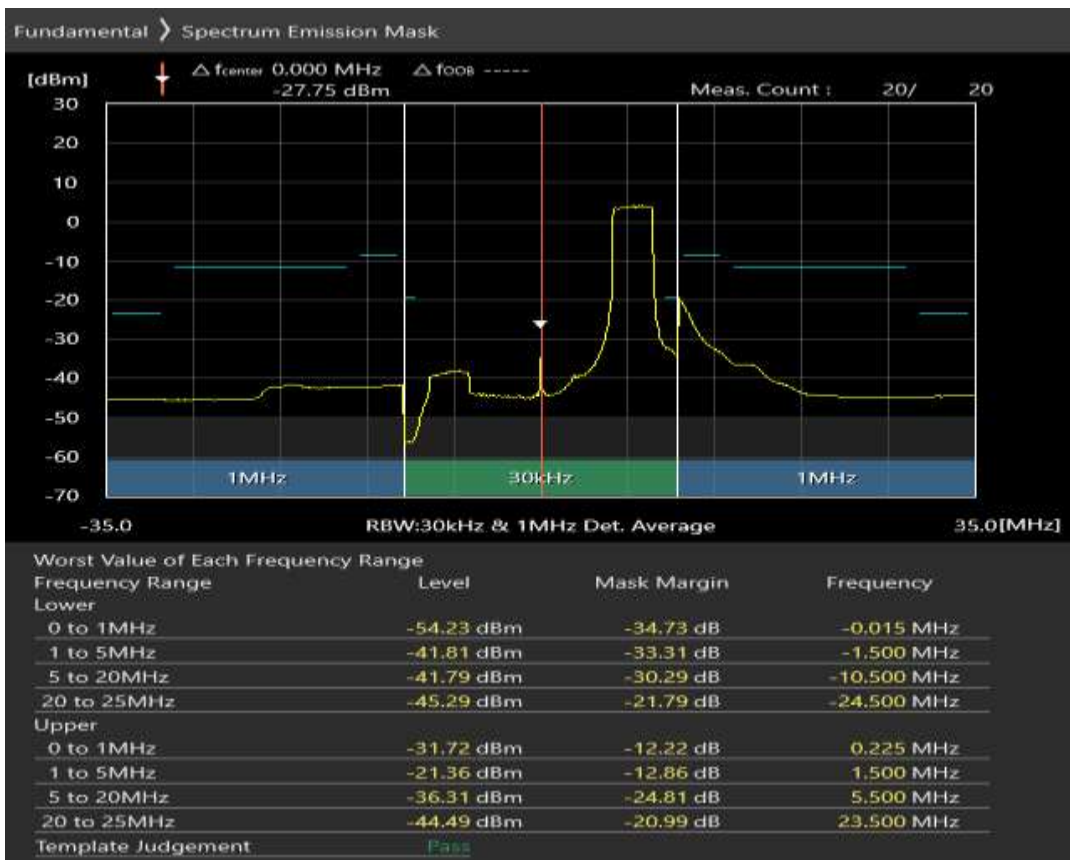 Fundamental ❯ Spectrum Emission Mask
[dBm] △ fcenter 0.000 MHz △ fOOB -----
-27.75 dBm Meas. Count : 20/ 20
30
20
10
0
-10
-20
-30
-40
-50
-60
1MHz 30kHz 1MHz
-70
-35.0 RBW:30kHz & 1MHz Det. Average 35.0[MHz]
Worst Value of Each Frequency Range
Frequency Range Level Mask Margin Frequency
Lower
0 to 1MHz -54.23 dBm -34.73 dB -0.015 MHz
1 to 5MHz -41.81 dBm -33.31 dB -1.500 MHz
5 to 20MHz -41.79 dBm -30.29 dB -10.500 MHz
20 to 25MHz -45.29 dBm -21.79 dB -24.500 MHz
Upper
0 to 1MHz -31.72 dBm -12.22 dB 0.225 MHz
1 to 5MHz -21.36 dBm -12.86 dB 1.500 MHz
5 to 20MHz -36.31 dBm -24.81 dB 5.500 MHz
20 to 25MHz -44.49 dBm -20.99 dB 23.500 MHz
Template Judgement Pass